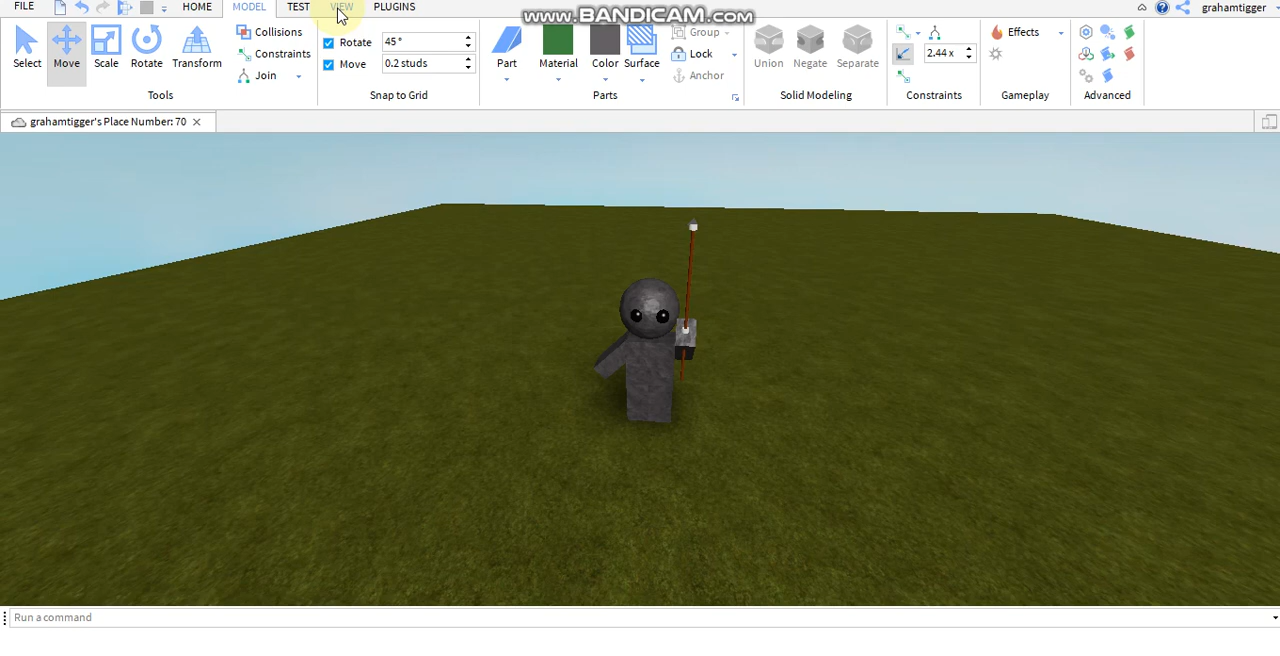 FILE HOME MODEL TEST VIEW PLUGINS www.BANDICAM.com grahamtigger
Select Move Scale Rotate Transform
Collisions
Constraints
Join
Tools
Rotate 45 °
Move 0.2 studs
Snap to Grid
Part Material Color Surface
Group
Lock
Anchor
Parts
Union Negate Separate
Solid Modeling
2.44 x
Constraints
Effects
Gameplay
Advanced
grahamtigger's Place Number: 70
Run a command